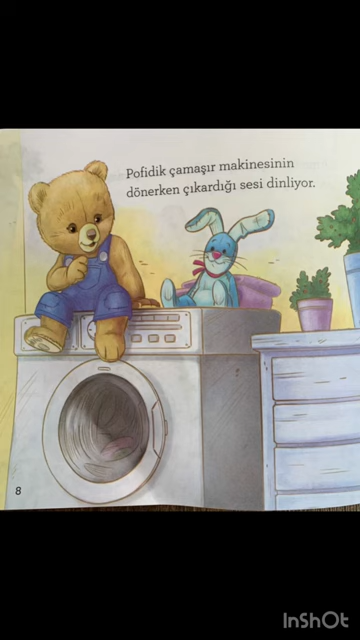 Pofidik çamaşır makinesinin
dönerken çıkardığı sesi dinliyor.
8
InShOt